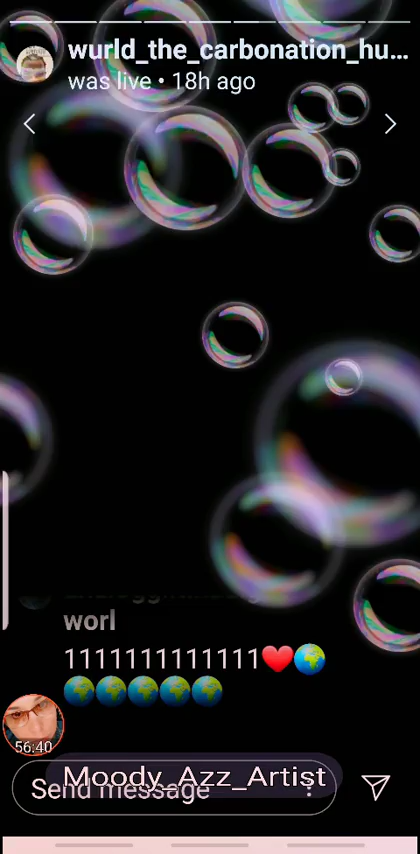 wurld_the_carbonation_hu...
was live • 18h ago
worl
1111111111111❤️🌍
🌍🌍🌍🌍🌍
56:40
Moody_Azz_Artist
Send message